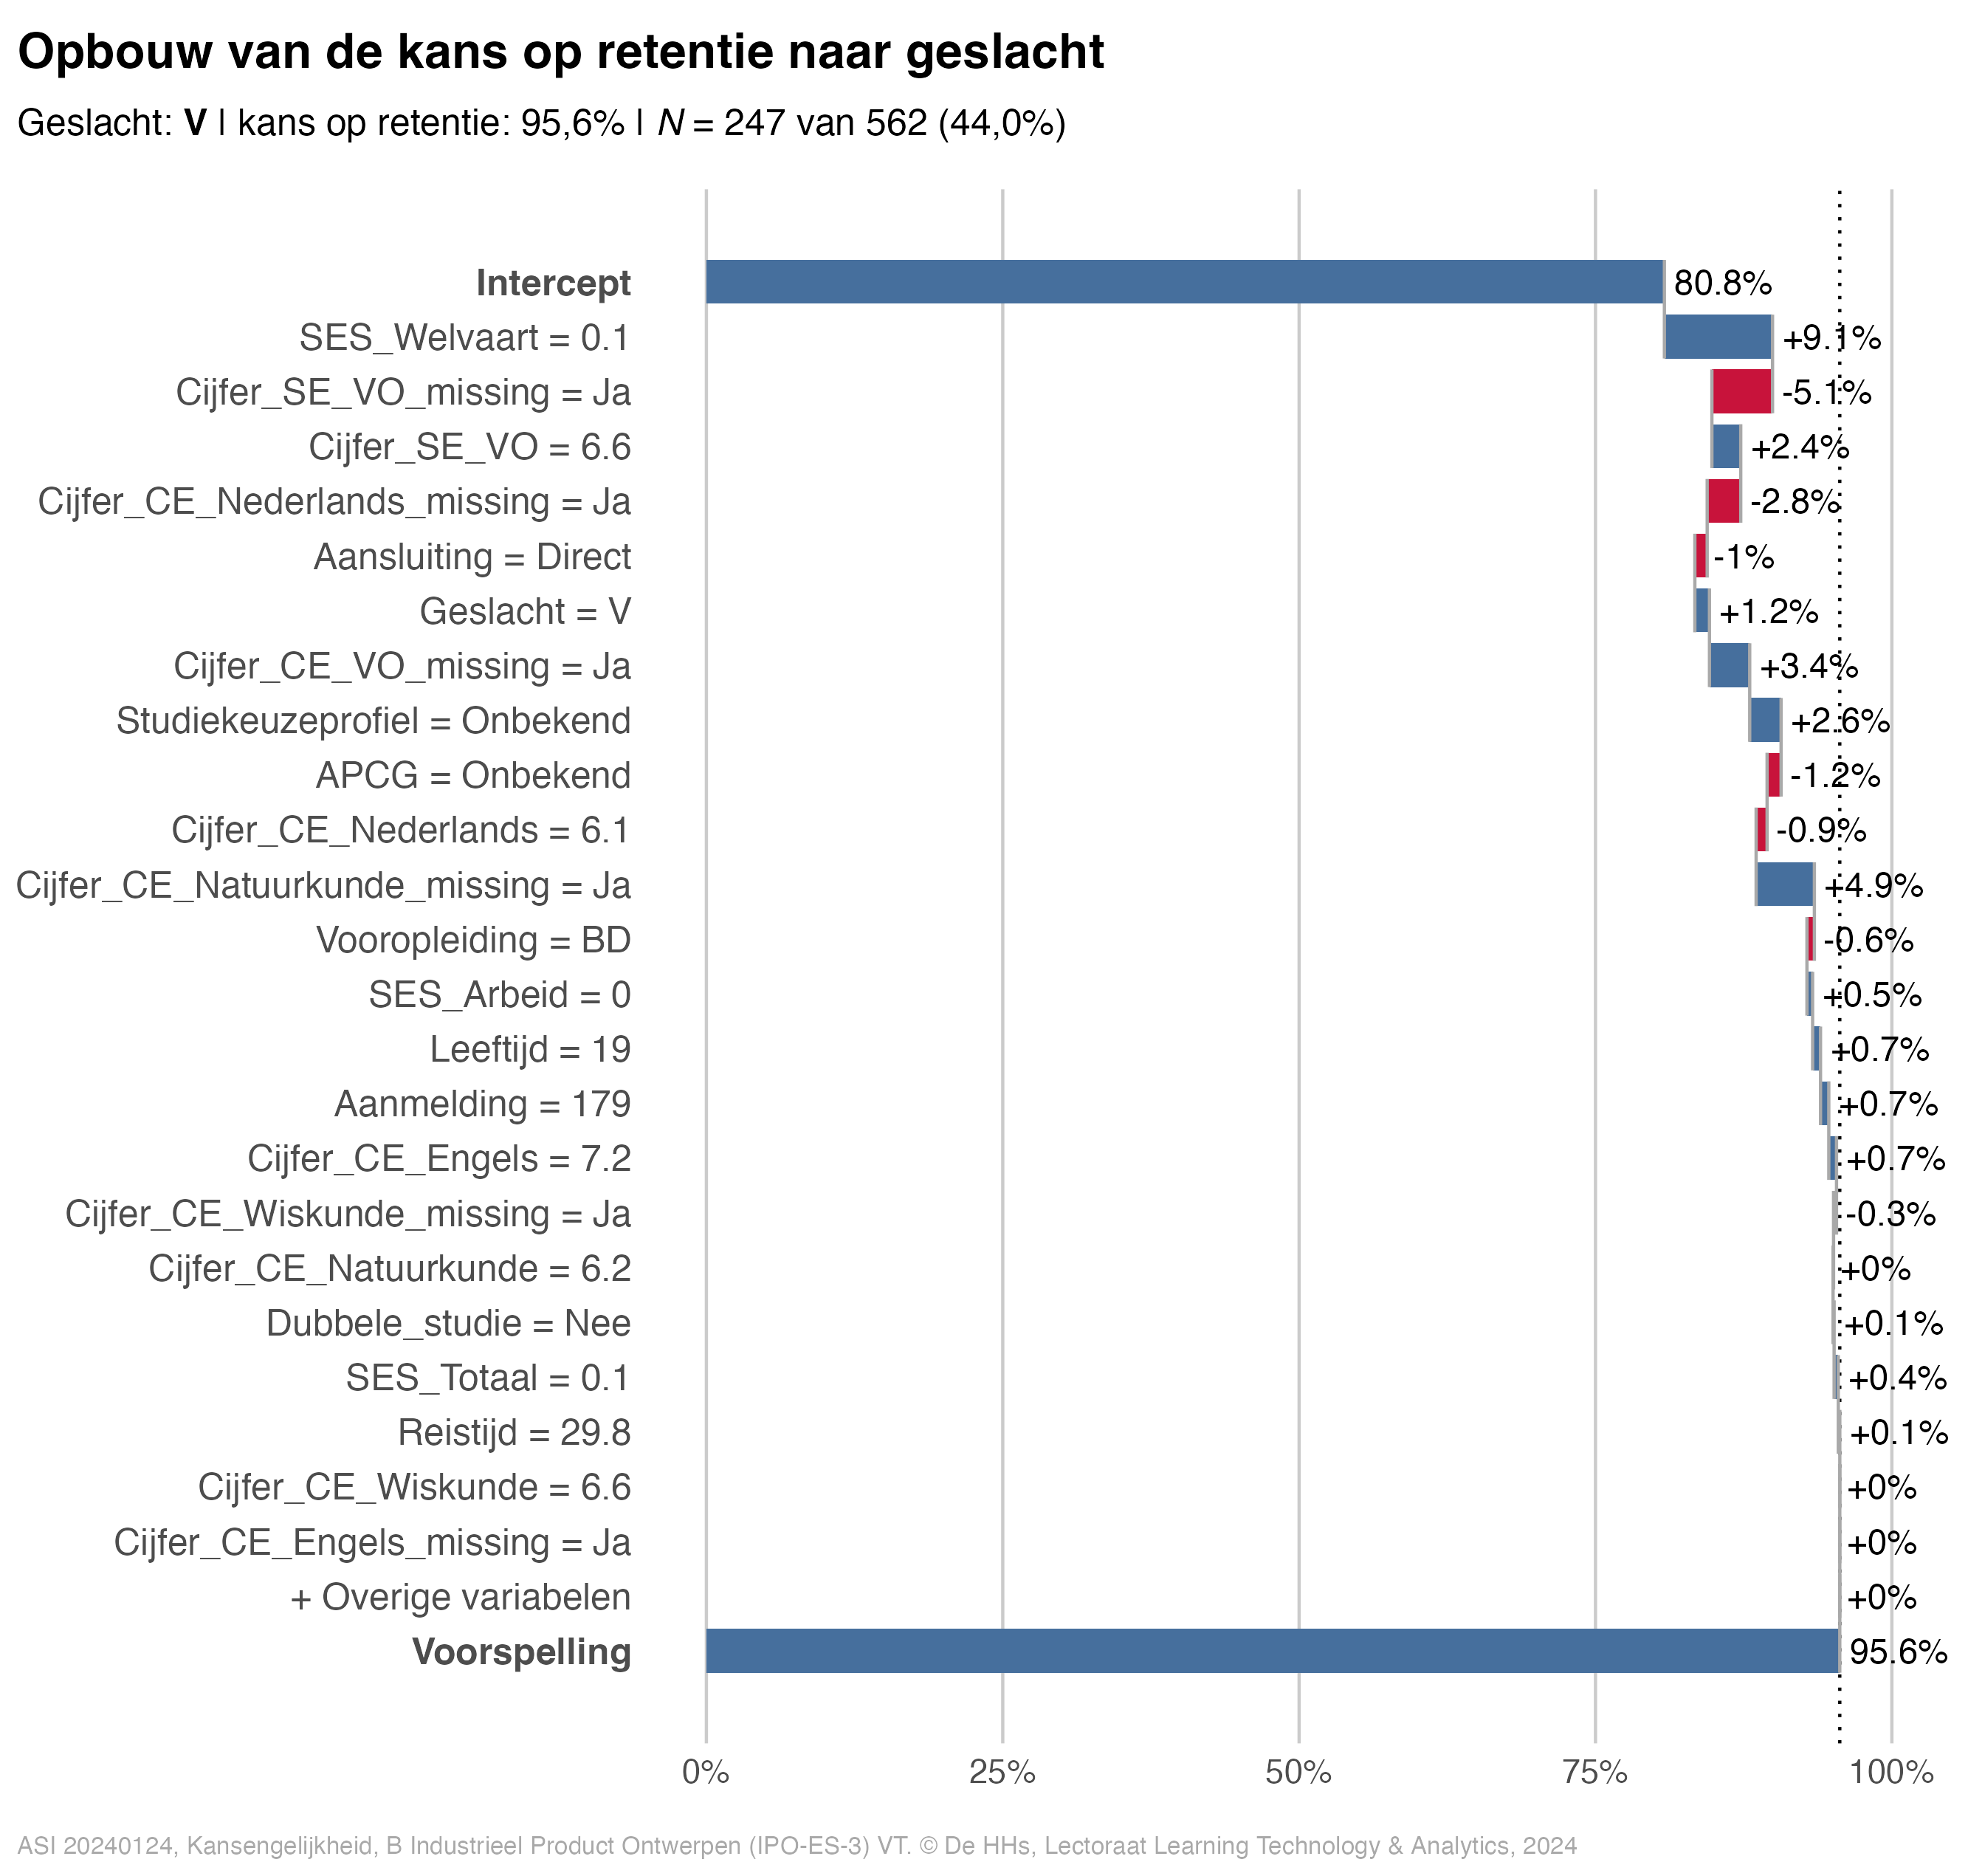 Opbouw van de kans op retentie naar geslacht
Geslacht: V | kans op retentie: 95,6% | N = 247 van 562 (44,0%)
Intercept 80.8%
SES_Welvaart = 0.1 +9.1%
Cijfer_SE_VO_missing = Ja -5.1%
Cijfer_SE_VO = 6.6 +2.4%
Cijfer_CE_Nederlands_missing = Ja -2.8%
Aansluiting = Direct -1%
Geslacht = V +1.2%
Cijfer_CE_VO_missing = Ja +3.4%
Studiekeuzeprofiel = Onbekend +2.6%
APCG = Onbekend -1.2%
Cijfer_CE_Nederlands = 6.1 -0.9%
Cijfer_CE_Natuurkunde_missing = Ja +4.9%
Vooropleiding = BD -0.6%
SES_Arbeid = 0 +0.5%
Leeftijd = 19 +0.7%
Aanmelding = 179 +0.7%
Cijfer_CE_Engels = 7.2 +0.7%
Cijfer_CE_Wiskunde_missing = Ja -0.3%
Cijfer_CE_Natuurkunde = 6.2 +0%
Dubbele_studie = Nee +0.1%
SES_Totaal = 0.1 +0.4%
Reistijd = 29.8 +0.1%
Cijfer_CE_Wiskunde = 6.6 +0%
Cijfer_CE_Engels_missing = Ja +0%
+ Overige variabelen +0%
Voorspelling 95.6%
0% 25% 50% 75% 100%
ASI 20240124, Kansengelijkheid, B Industrieel Product Ontwerpen (IPO-ES-3) VT. © De HHs, Lectoraat Learning Technology & Analytics, 2024